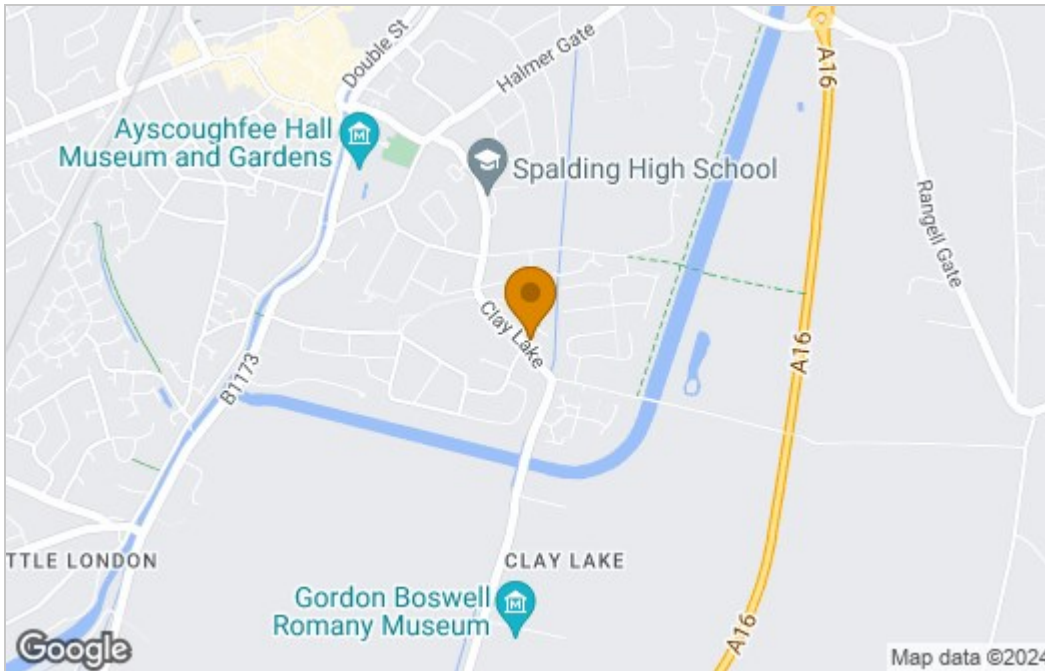 Double St
Halmer Gate
A16
Ayscoughfee Hall
Museum and Gardens
Spalding High School
Rangell Gate
Clay Lake
B1173
A16
TTLE LONDON
CLAY LAKE
Gordon Boswell
Romany Museum
A16
Google
Map data ©2024